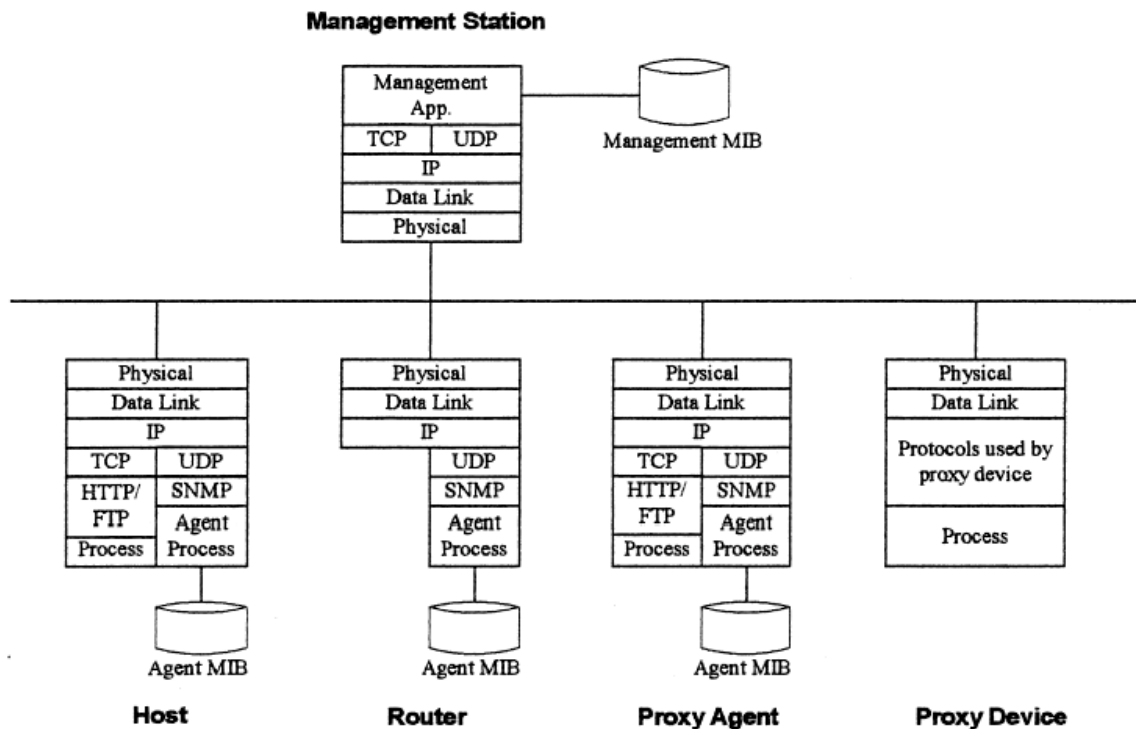 Management Station
Management
App.
TCP UDP
IP
Data Link
Physical
Management MIB
Physical
Data Link
IP
TCP UDP
HTTP/
FTP
SNMP
Agent
Process
Process
Agent MIB
Host
Physical
Data Link
IP
UDP
SNMP
Agent
Process
Agent MIB
Router
Physical
Data Link
IP
TCP UDP
HTTP/
FTP
SNMP
Agent
Process
Process
Agent MIB
Proxy Agent
Physical
Data Link
Protocols used by
proxy device
Process
Proxy Device